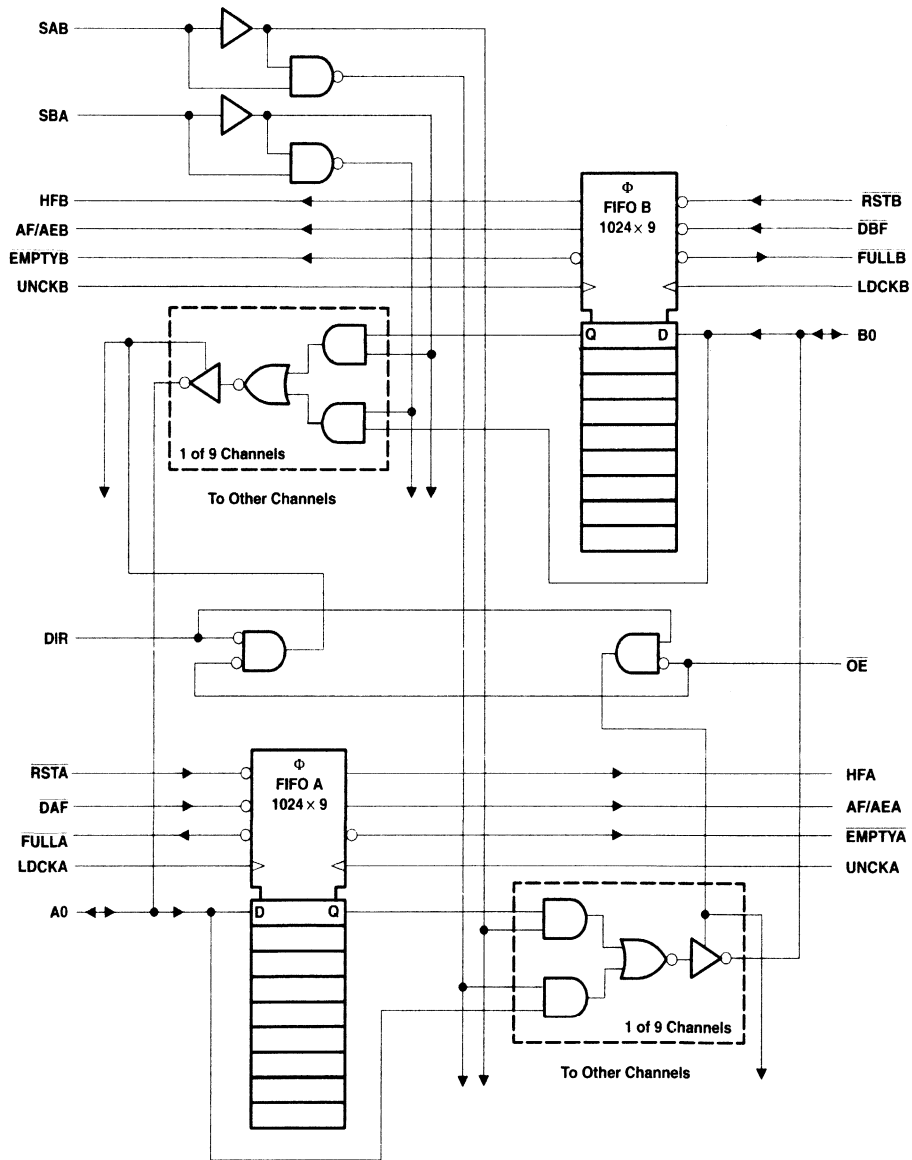 SAB
SBA
HFB
AF/AEB
EMPTYB
UNCKB
Φ
FIFO B
1024 × 9
RSTB
DBF
FULLB
LDCKB
Q D
B0
1 of 9 Channels
To Other Channels
DIR
OE
RSTA
DAF
FULLA
LDCKA
A0
Φ
FIFO A
1024 × 9
D Q
HFA
AF/AEA
EMPTYA
UNCKA
1 of 9 Channels
To Other Channels